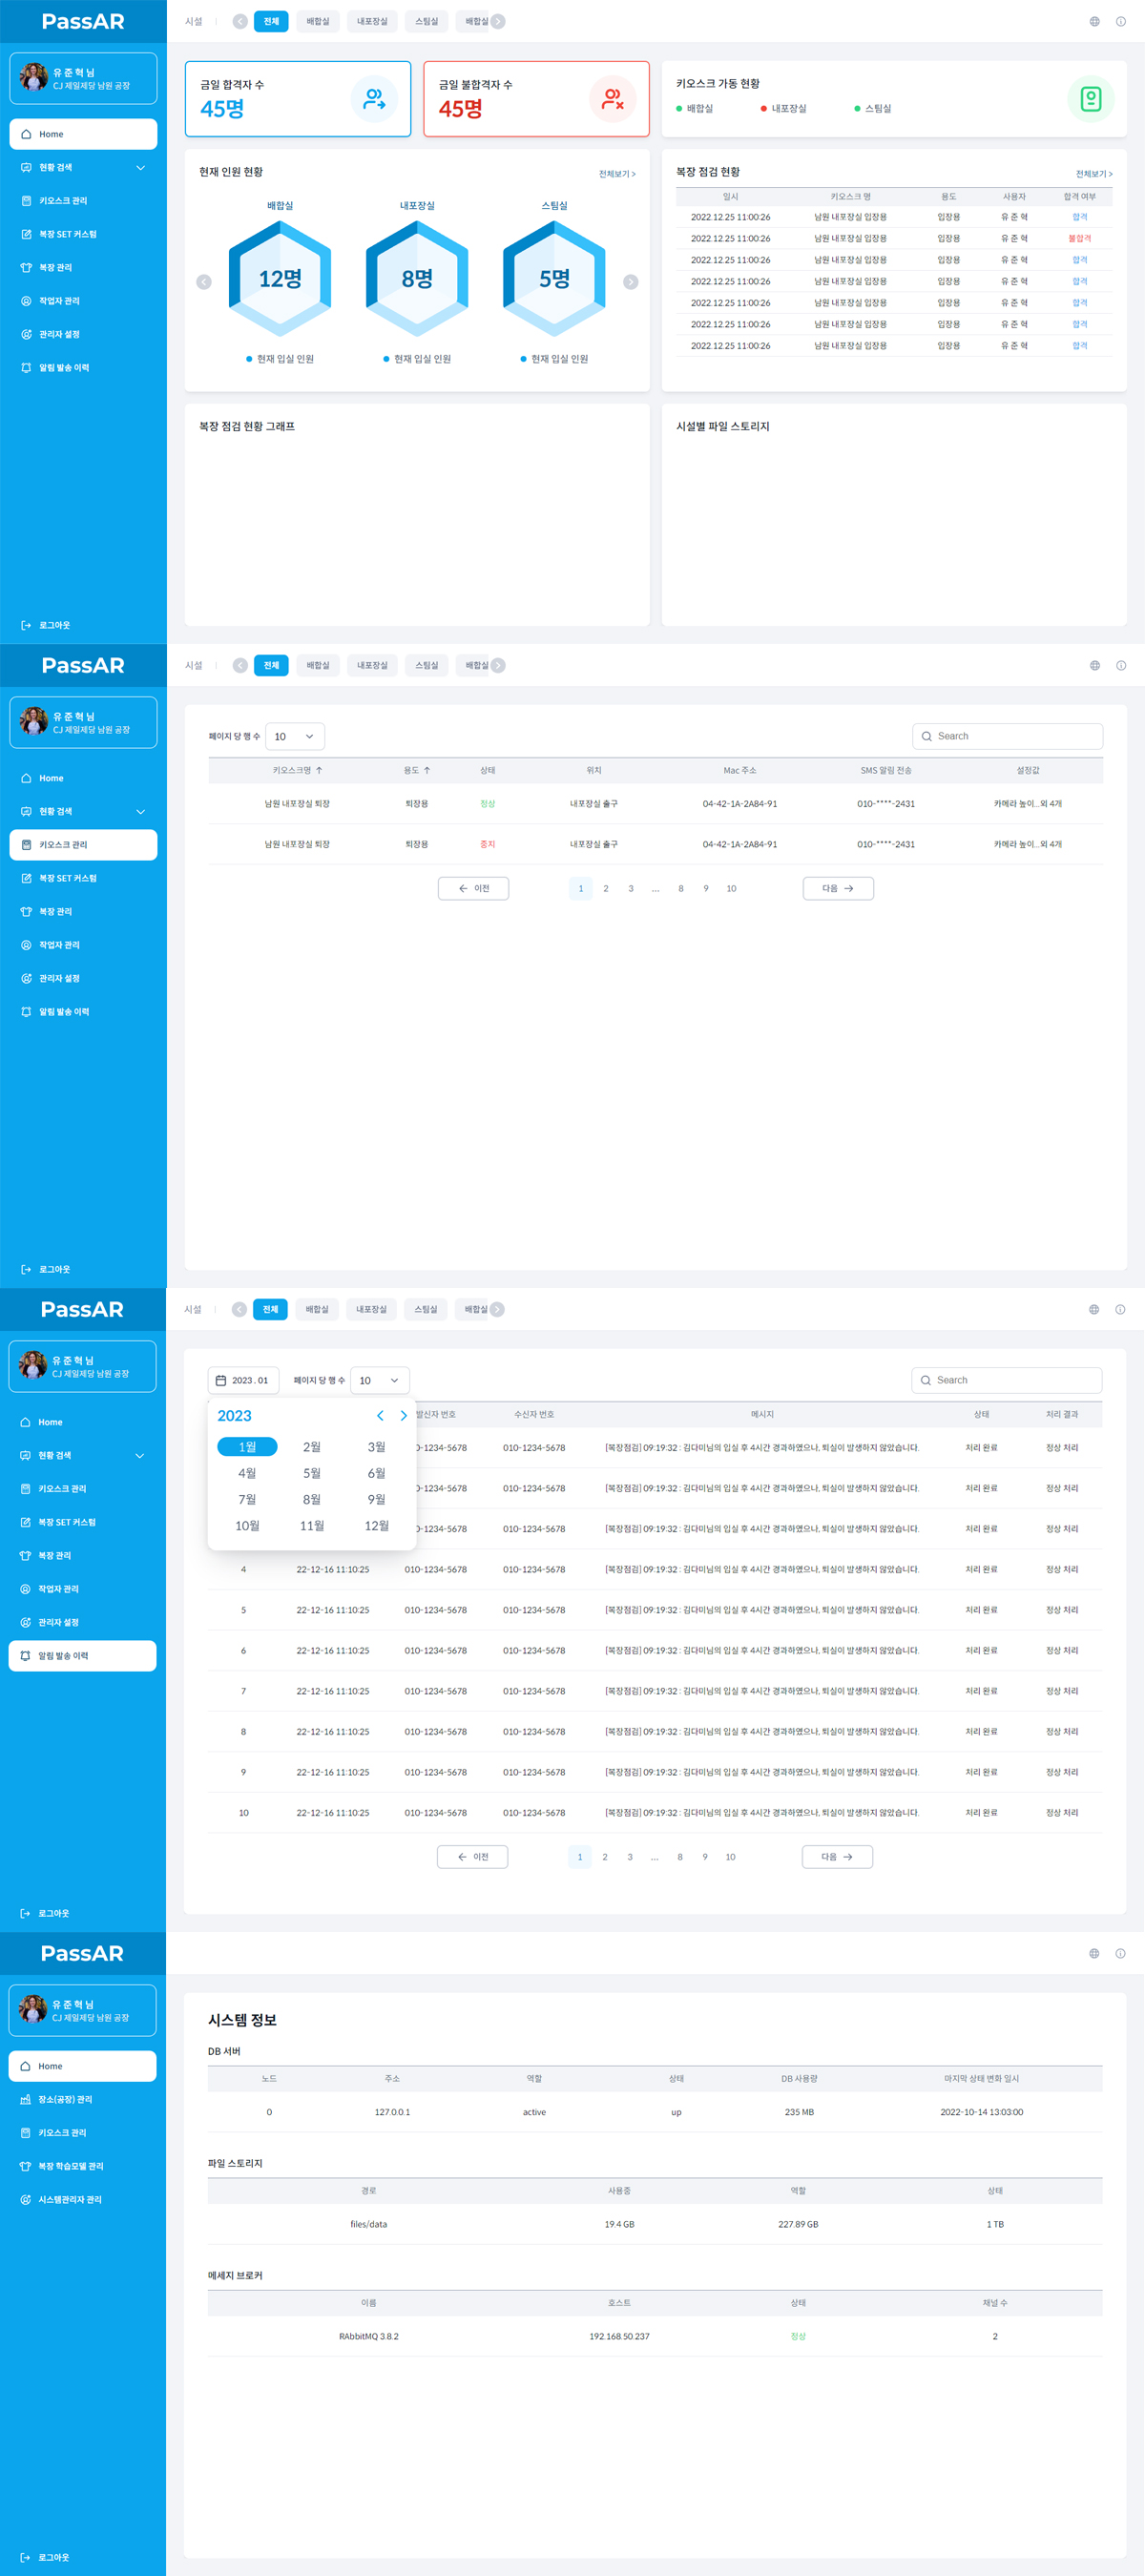 PassAR
시설 전체 배합실 내포장실 스팀실 배합실
유 준 혁 님
CJ 제일제당 남원 공장
Home
현황 검색
키오스크 관리
복장 SET 커스텀
복장 관리
작업자 관리
관리자 설정
알림 발송 이력
로그아웃
금일 합격자 수
45명
금일 불합격자 수
45명
키오스크 가동 현황
배합실 내포장실 스팀실
현재 인원 현황 전체보기 >
배합실 내포장실 스팀실
12명 8명 5명
현재 입실 인원 현재 입실 인원 현재 입실 인원
복장 점검 현황 전체보기 >
일시 키오스크 명 용도 사용자 합격 여부
2022.12.25 11:00:26 남원 내포장실 입장용 입장용 유 준 혁 합격
2022.12.25 11:00:26 남원 내포장실 입장용 입장용 유 준 혁 불합격
2022.12.25 11:00:26 남원 내포장실 입장용 입장용 유 준 혁 합격
2022.12.25 11:00:26 남원 내포장실 입장용 입장용 유 준 혁 합격
2022.12.25 11:00:26 남원 내포장실 입장용 입장용 유 준 혁 합격
2022.12.25 11:00:26 남원 내포장실 입장용 입장용 유 준 혁 합격
2022.12.25 11:00:26 남원 내포장실 입장용 입장용 유 준 혁 합격
복장 점검 현황 그래프
시설별 파일 스토리지
PassAR
시설 전체 배합실 내포장실 스팀실 배합실
유 준 혁 님
CJ 제일제당 남원 공장
Home
현황 검색
키오스크 관리
복장 SET 커스텀
복장 관리
작업자 관리
관리자 설정
알림 발송 이력
로그아웃
페이지 당 행 수 10 Search
키오스크명 ↑ 용도 ↑ 상태 위치 Mac 주소 SMS 알림 전송 설정값
남원 내포장실 퇴장 퇴장용 정상 내포장실 출구 04-42-1A-2A84-91 010-****-2431 카메라 높이...외 4개
남원 내포장실 퇴장 퇴장용 중지 내포장실 출구 04-42-1A-2A84-91 010-****-2431 카메라 높이...외 4개
← 이전 1 2 3 ... 8 9 10 다음 →
PassAR
시설 전체 배합실 내포장실 스팀실 배합실
유 준 혁 님
CJ 제일제당 남원 공장
Home
현황 검색
키오스크 관리
복장 SET 커스텀
복장 관리
작업자 관리
관리자 설정
알림 발송 이력
로그아웃
2023 . 01 페이지 당 행 수 10 Search
발신자 번호 수신자 번호 메시지 상태 처리 결과
2023
1월 2월 3월
4월 5월 6월
7월 8월 9월
10월 11월 12월
0-1234-5678 010-1234-5678 [복장점검] 09:19:32 : 김다미님의 입실 후 4시간 경과하였으나, 퇴실이 발생하지 않았습니다. 처리 완료 정상 처리
0-1234-5678 010-1234-5678 [복장점검] 09:19:32 : 김다미님의 입실 후 4시간 경과하였으나, 퇴실이 발생하지 않았습니다. 처리 완료 정상 처리
0-1234-5678 010-1234-5678 [복장점검] 09:19:32 : 김다미님의 입실 후 4시간 경과하였으나, 퇴실이 발생하지 않았습니다. 처리 완료 정상 처리
4 22-12-16 11:10:25 010-1234-5678 010-1234-5678 [복장점검] 09:19:32 : 김다미님의 입실 후 4시간 경과하였으나, 퇴실이 발생하지 않았습니다. 처리 완료 정상 처리
5 22-12-16 11:10:25 010-1234-5678 010-1234-5678 [복장점검] 09:19:32 : 김다미님의 입실 후 4시간 경과하였으나, 퇴실이 발생하지 않았습니다. 처리 완료 정상 처리
6 22-12-16 11:10:25 010-1234-5678 010-1234-5678 [복장점검] 09:19:32 : 김다미님의 입실 후 4시간 경과하였으나, 퇴실이 발생하지 않았습니다. 처리 완료 정상 처리
7 22-12-16 11:10:25 010-1234-5678 010-1234-5678 [복장점검] 09:19:32 : 김다미님의 입실 후 4시간 경과하였으나, 퇴실이 발생하지 않았습니다. 처리 완료 정상 처리
8 22-12-16 11:10:25 010-1234-5678 010-1234-5678 [복장점검] 09:19:32 : 김다미님의 입실 후 4시간 경과하였으나, 퇴실이 발생하지 않았습니다. 처리 완료 정상 처리
9 22-12-16 11:10:25 010-1234-5678 010-1234-5678 [복장점검] 09:19:32 : 김다미님의 입실 후 4시간 경과하였으나, 퇴실이 발생하지 않았습니다. 처리 완료 정상 처리
10 22-12-16 11:10:25 010-1234-5678 010-1234-5678 [복장점검] 09:19:32 : 김다미님의 입실 후 4시간 경과하였으나, 퇴실이 발생하지 않았습니다. 처리 완료 정상 처리
← 이전 1 2 3 ... 8 9 10 다음 →
PassAR
유 준 혁 님
CJ 제일제당 남원 공장
Home
장소(공장) 관리
키오스크 관리
복장 학습모델 관리
시스템관리자 관리
로그아웃
시스템 정보
DB 서버
노드 주소 역할 상태 DB 사용량 마지막 상태 변화 일시
0 127.0.0.1 active up 235 MB 2022-10-14 13:03:00
파일 스토리지
경로 사용중 역할 상태
files/data 19.4 GB 227.89 GB 1 TB
메세지 브로커
이름 호스트 상태 채널 수
RAbbitMQ 3.8.2 192.168.50.237 정상 2